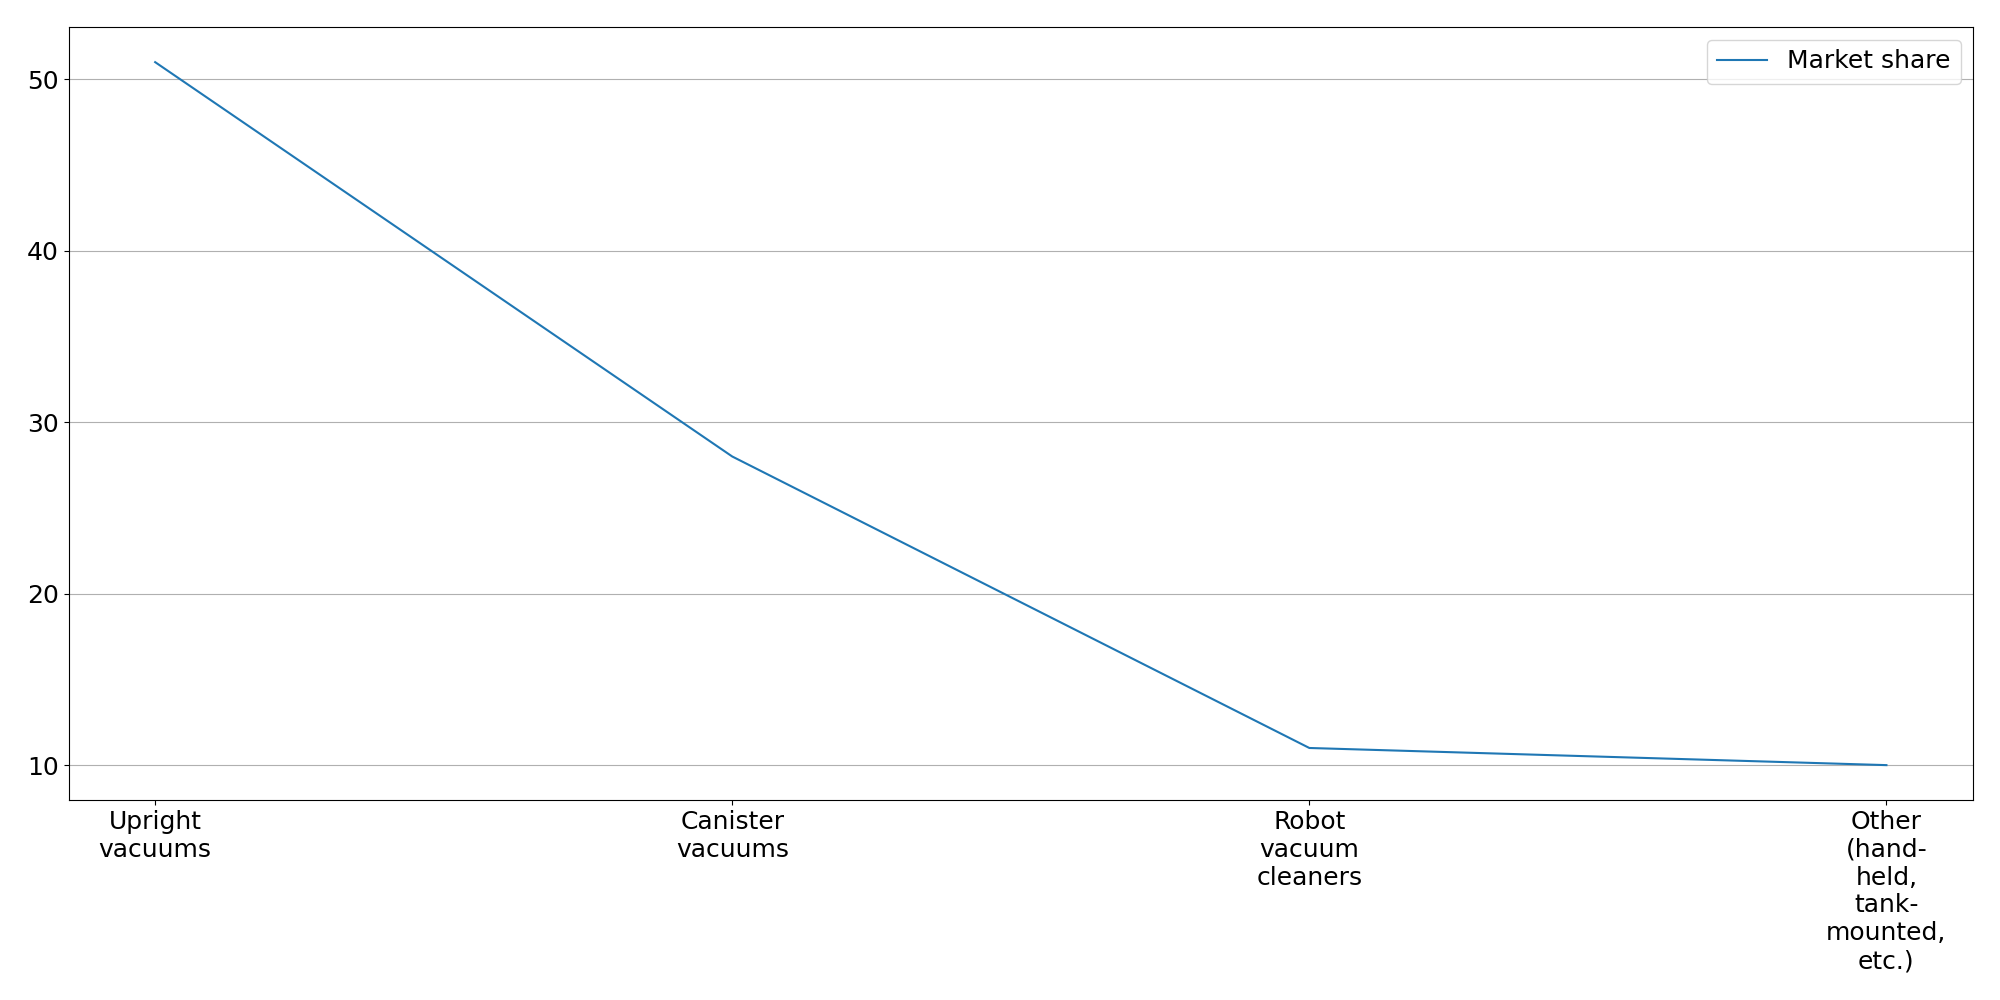 Market share
50
40
30
20
10
Upright
vacuums
Canister
vacuums
Robot
vacuum
cleaners
Other
(hand-
held,
tank-
mounted,
etc.)